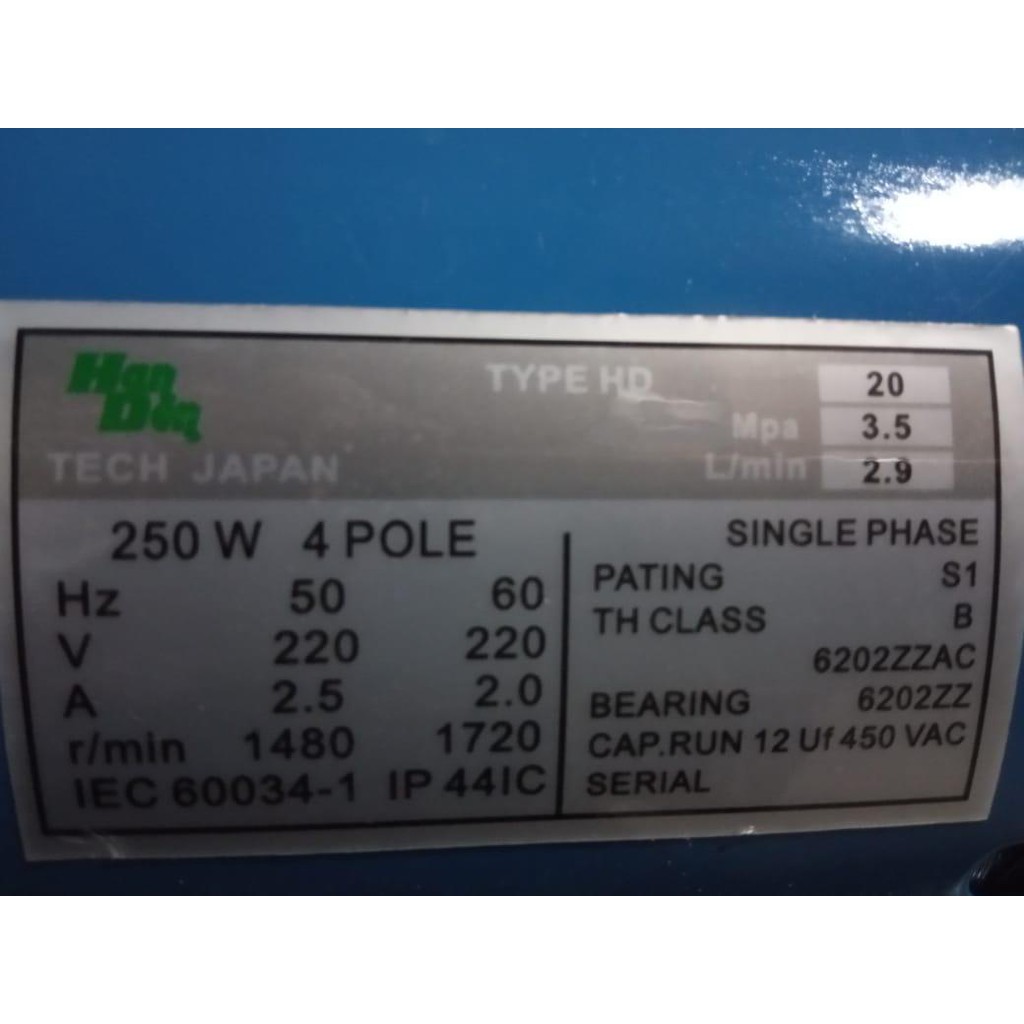 Han Don
TYPE HD 20
Mpa 3.5
TECH JAPAN
L/min 2.9
250 W 4 POLE
Hz 50 60
V 220 220
A 2.5 2.0
r/min 1480 1720
IEC 60034-1 IP 44IC
SINGLE PHASE
PATING S1
TH CLASS B
6202ZZAC
BEARING 6202ZZ
CAP.RUN 12 Uf 450 VAC
SERIAL